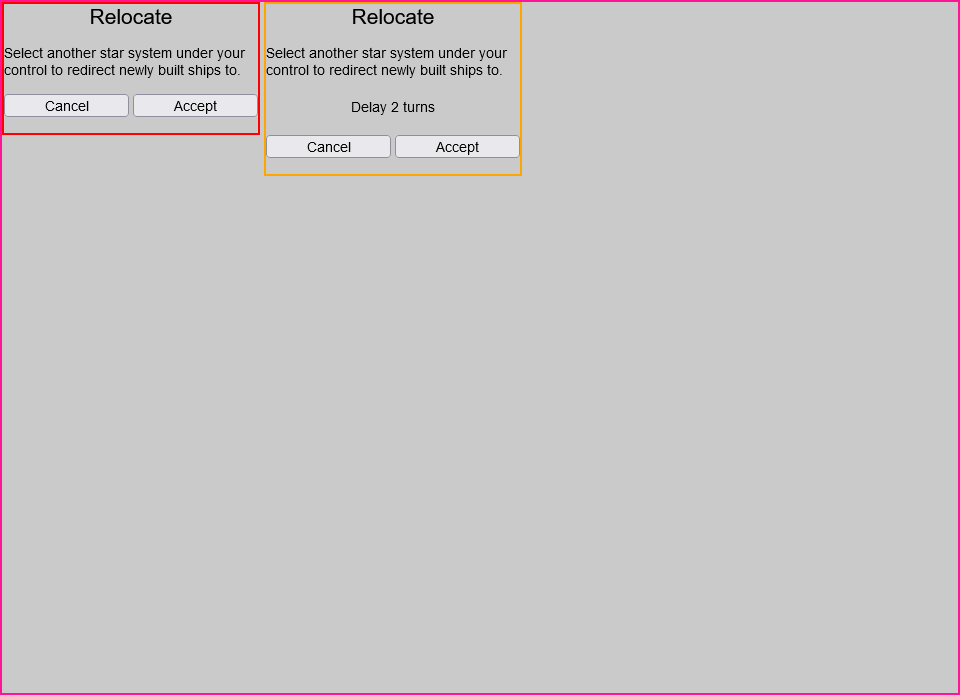 Relocate
Select another star system under your
control to redirect newly built ships to.
Cancel
Accept
Relocate
Select another star system under your
control to redirect newly built ships to.
Delay 2 turns
Cancel
Accept